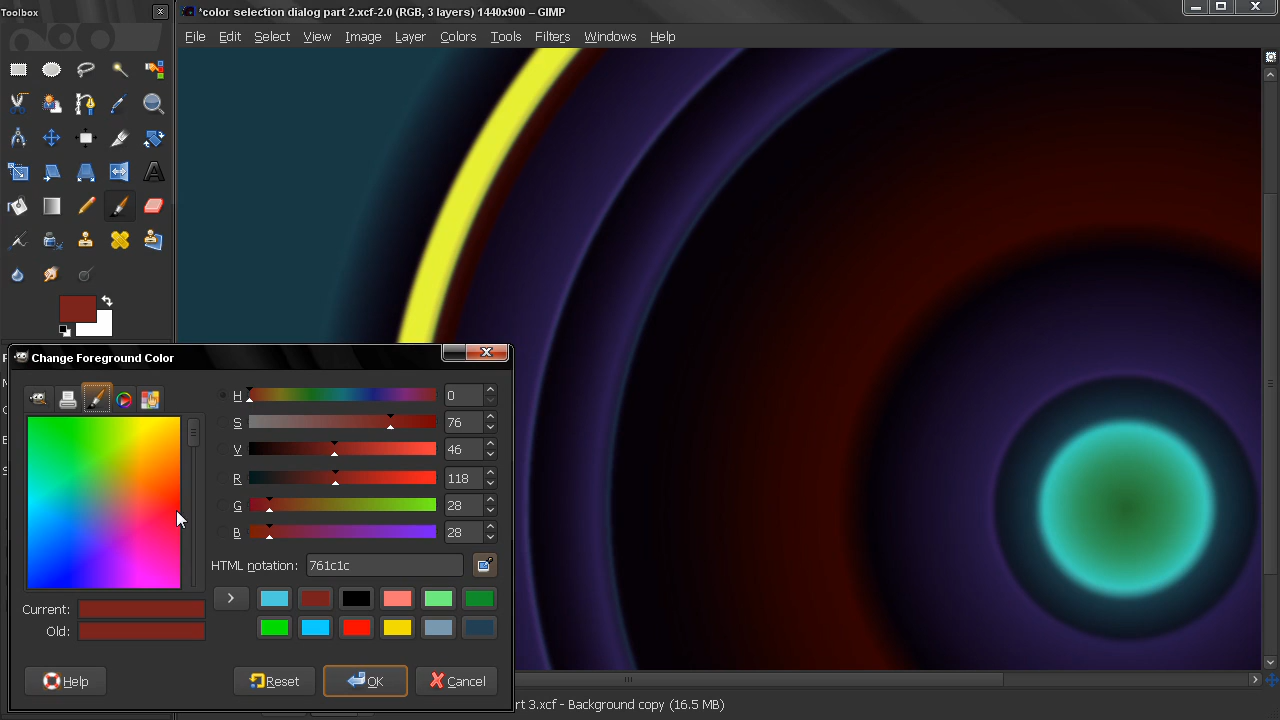 Toolbox
*color selection dialog part 2.xcf-2.0 (RGB, 3 layers) 1440x900 – GIMP
File Edit Select View Image Layer Colors Tools Filters Windows Help
Change Foreground Color
H 0
S 76
V 46
R 118
G 28
B 28
HTML notation: 761c1c
Current:
Old:
Help Reset OK Cancel
rt 3.xcf - Background copy (16.5 MB)